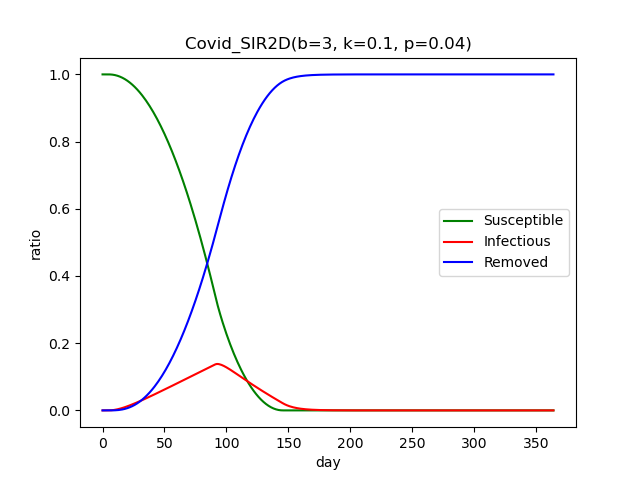 Covid_SIR2D(b=3, k=0.1, p=0.04)
1.0
0.8
0.6
0.4
0.2
0.0
ratio
Susceptible
Infectious
Removed
0 50 100 150 200 250 300 350
day